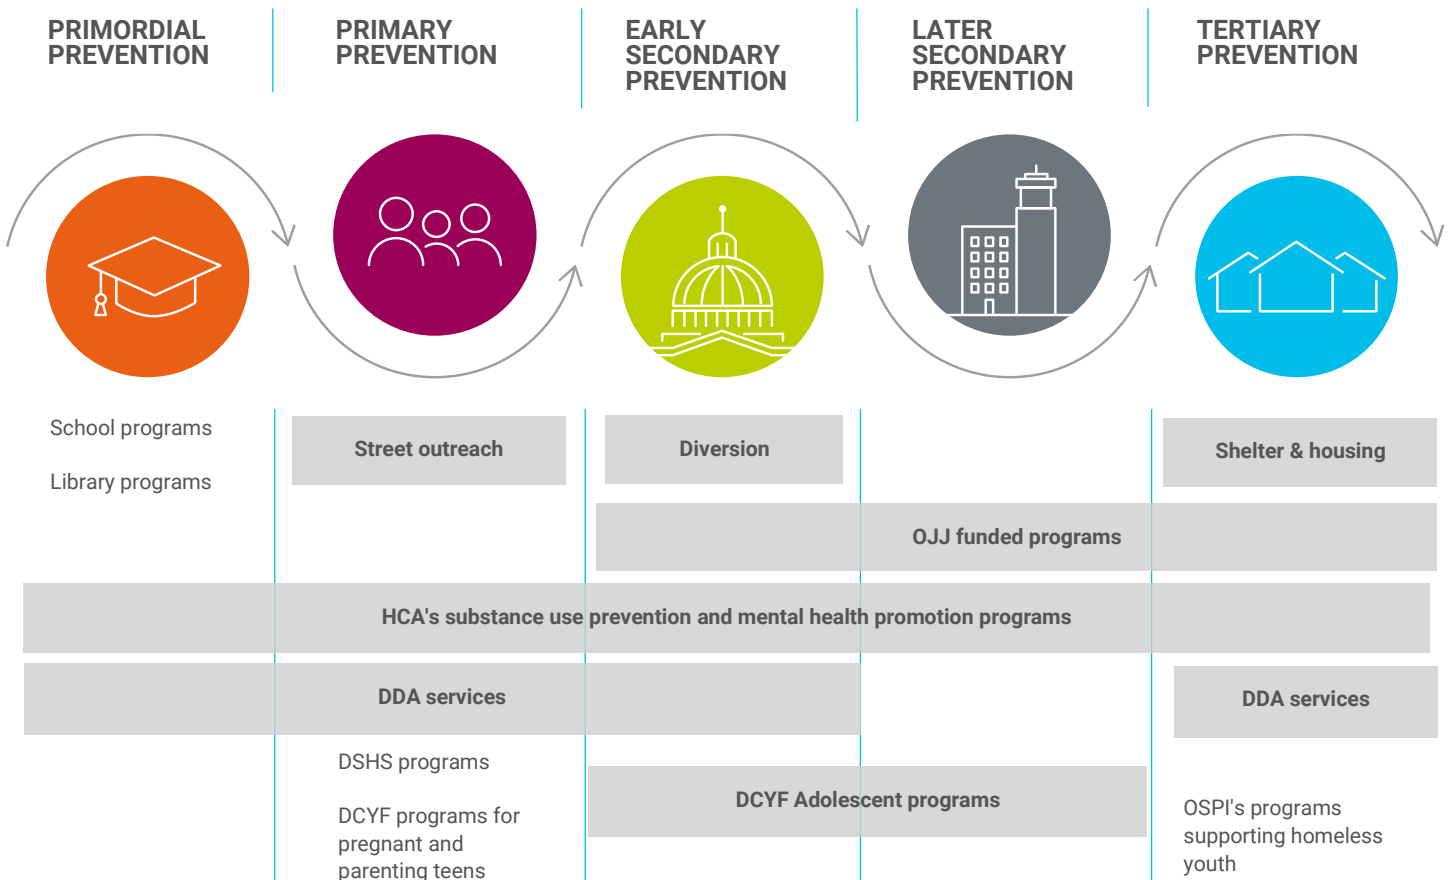 PRIMORDIAL
PREVENTION
PRIMARY
PREVENTION
EARLY
SECONDARY
PREVENTION
LATER
SECONDARY
PREVENTION
TERTIARY
PREVENTION
School programs
Library programs
Street outreach
Diversion
Shelter & housing
OJJ funded programs
HCA's substance use prevention and mental health promotion programs
DDA services
DDA services
DSHS programs
DCYF programs for
pregnant and
parenting teens
DCYF Adolescent programs
OSPI's programs
supporting homeless
youth